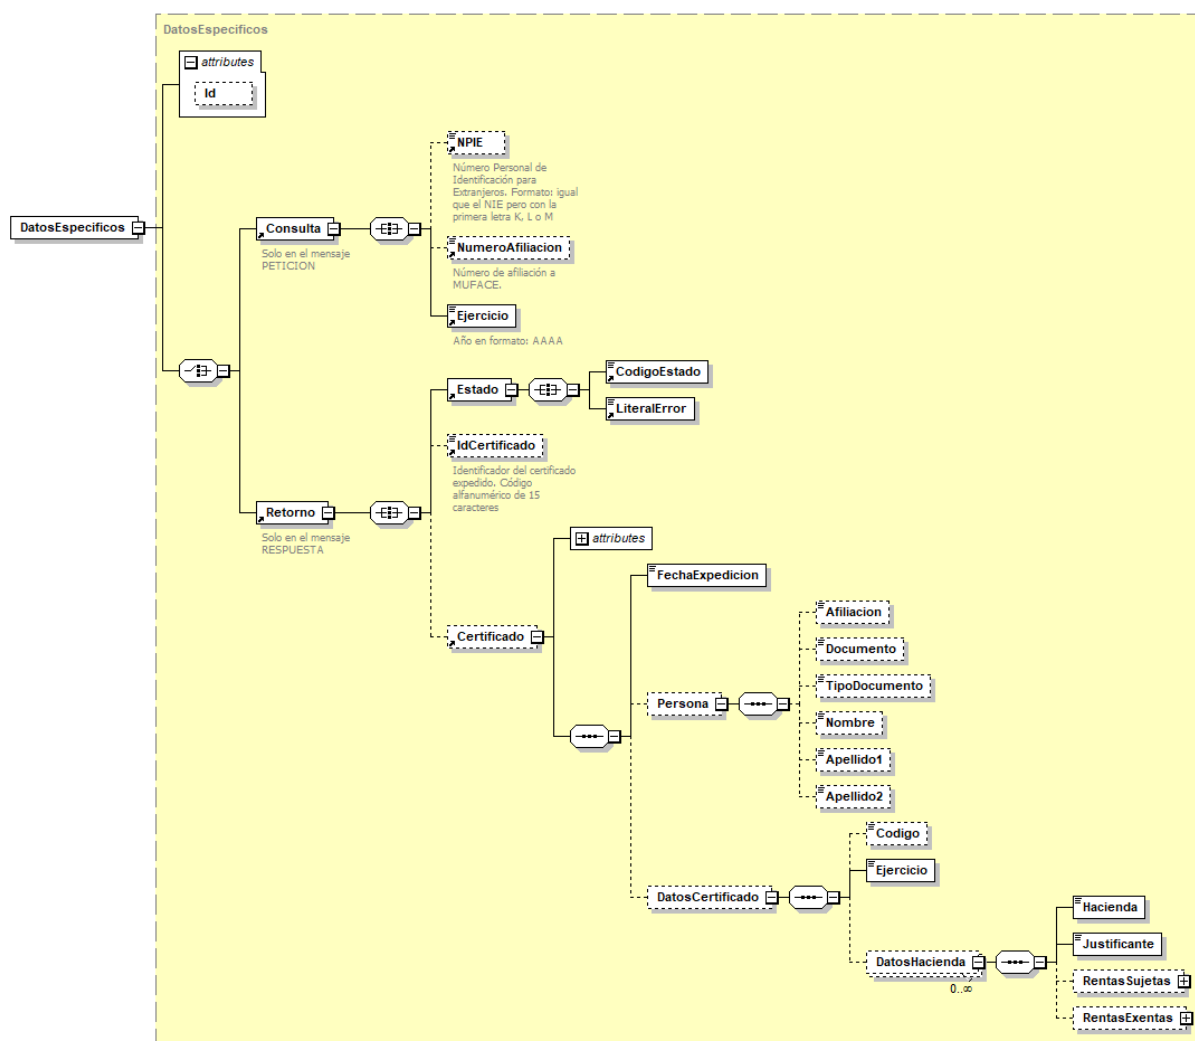 DatosEspecificos
attributes
Id
NPIE
Número Personal de
Identificación para
Extranjeros. Formato: igual
que el NIE pero con la
primera letra K, L o M
DatosEspecificos
Consulta
Solo en el mensaje
PETICION
NumeroAfiliacion
Número de afiliación a
MUFACE.
Ejercicio
Año en formato: AAAA
Estado
CodigoEstado
LiteralError
IdCertificado
Identificador del certificado
expedido. Código
alfanumérico de 15
caracteres
Retorno
Solo en el mensaje
RESPUESTA
attributes
FechaExpedicion
Certificado
Afiliacion
Documento
TipoDocumento
Persona
Nombre
Apellido1
Apellido2
Codigo
Ejercicio
DatosCertificado
Hacienda
Justificante
DatosHacienda
0..∞
RentasSujetas
RentasExentas